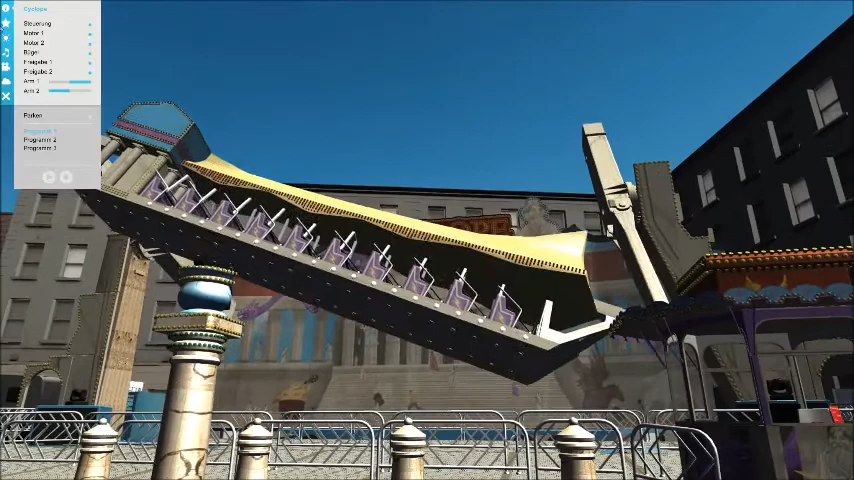 Cyclope
Steuerung
Motor 1
Motor 2
Bügel
Freigabe 1
Freigabe 2
Arm 1
Arm 2
Parken
Programm 1
Programm 2
Programm 3